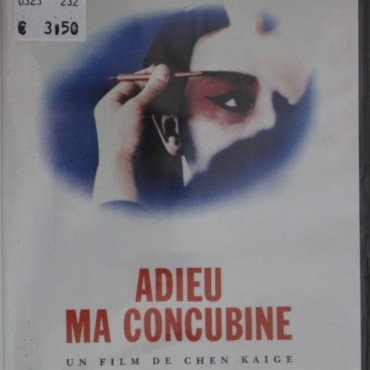 0323 232
€ 3,50
ADIEU
MA CONCUBINE
UN FILM DE CHEN KAIGE